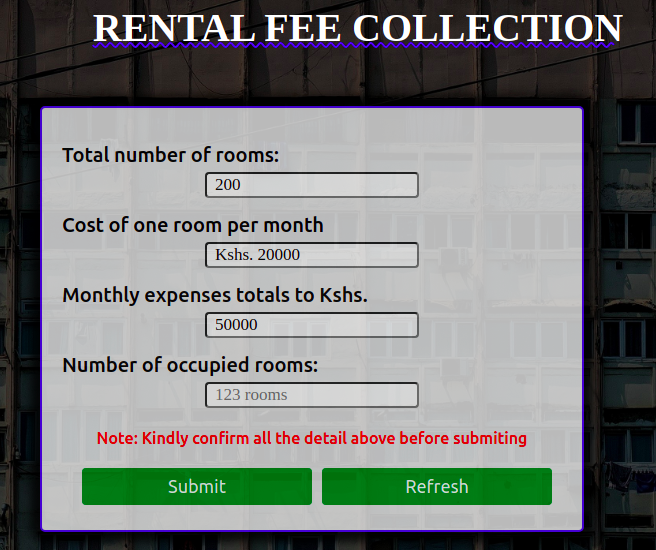 RENTAL FEE COLLECTION
Total number of rooms:
200
Cost of one room per month
Kshs. 20000
Monthly expenses totals to Kshs.
50000
Number of occupied rooms:
123 rooms
Note: Kindly confirm all the detail above before submiting
Submit Refresh